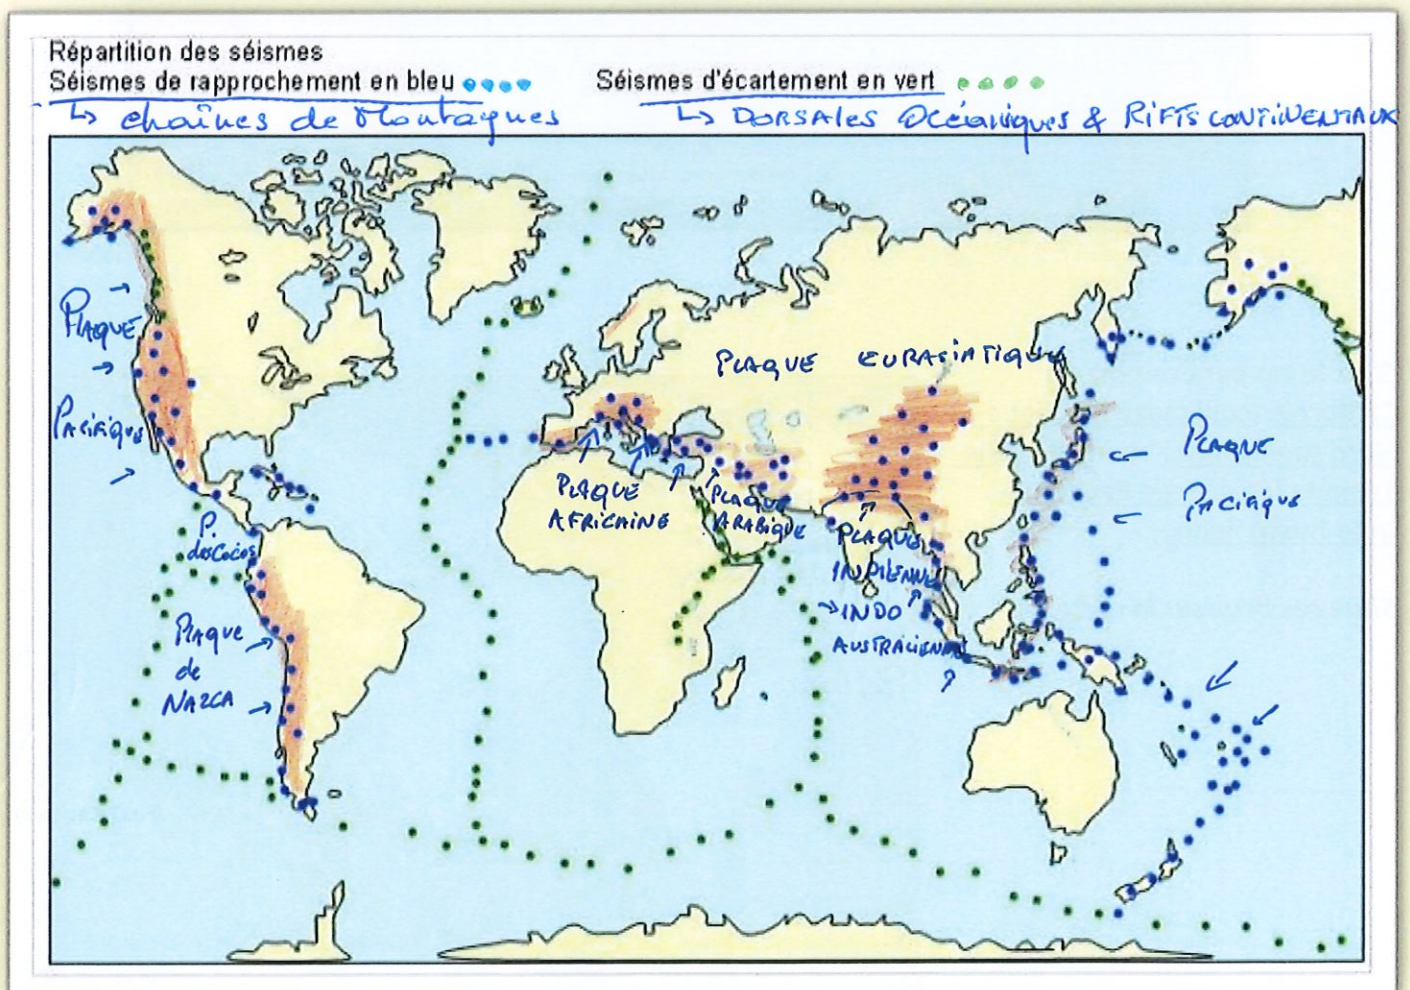 Répartition des séismes
Séismes de rapprochement en bleu
Séismes d'écartement en vert
↳ chaînes de Montagnes
↳ DORSALES Océaniques & RIFTS CONTINENTAUX
PLAQUE
PACIFIQUE
PLAQUE EURASIATIQUE
PLAQUE
PACIFIQUE
PLAQUE
AFRICAINE
PLAQUE
ARABIQUE
P.
des Cocos
PLAQUE
INDIENNE
INDO
AUSTRALIENNE
PLAQUE
de
NAZCA